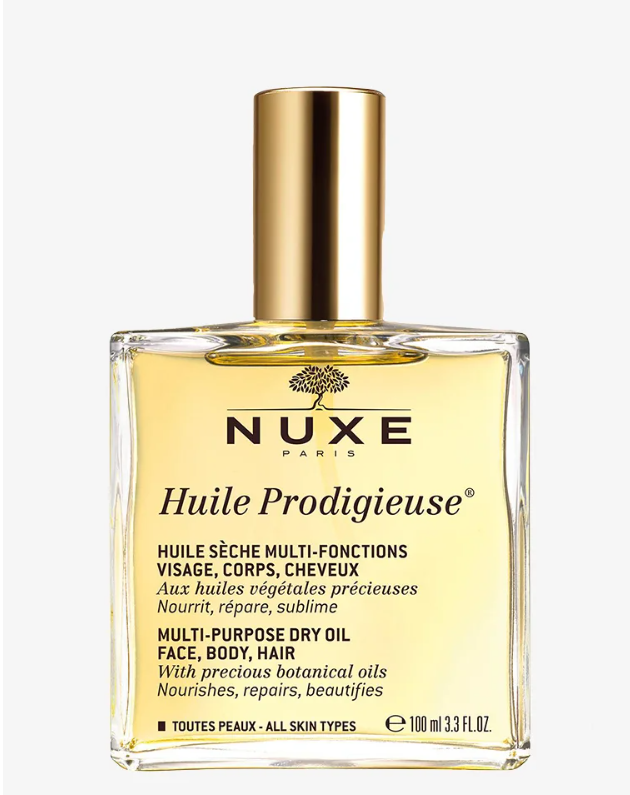 NUXE
PARIS
Huile Prodigieuse®
HUILE SÈCHE MULTI-FONCTIONS
VISAGE, CORPS, CHEVEUX
Aux huiles végétales précieuses
Nourrit, répare, sublime
MULTI-PURPOSE DRY OIL
FACE, BODY, HAIR
With precious botanical oils
Nourishes, repairs, beautifies
■ TOUTES PEAUX - ALL SKIN TYPES ℮ 100 ml 3.3 FL.OZ.